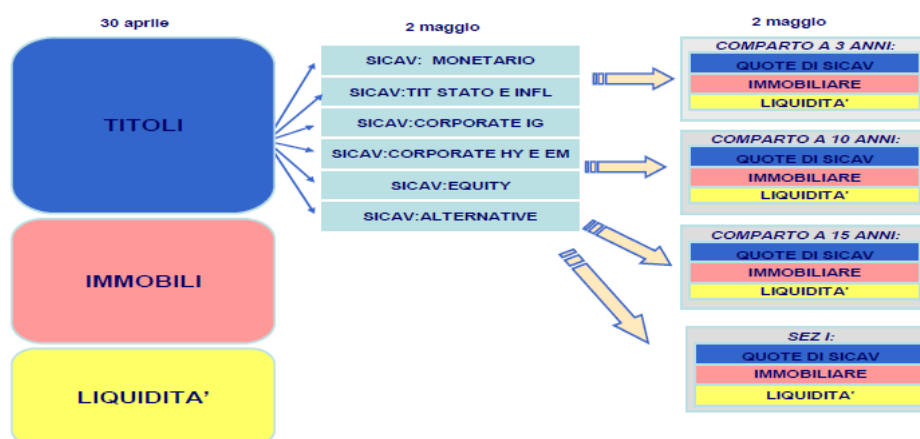 30 aprile
TITOLI
IMMOBILI
LIQUIDITA’
2 maggio
SICAV: MONETARIO
SICAV:TIT STATO E INFL
SICAV:CORPORATE IG
SICAV:CORPORATE HY E EM
SICAV:EQUITY
SICAV:ALTERNATIVE
2 maggio
COMPARTO A 3 ANNI:
QUOTE DI SICAV
IMMOBILIARE
LIQUIDITA’
COMPARTO A 10 ANNI:
QUOTE DI SICAV
IMMOBILIARE
LIQUIDITA’
COMPARTO A 15 ANNI:
QUOTE DI SICAV
IMMOBILIARE
LIQUIDITA’
SEZ I:
QUOTE DI SICAV
IMMOBILIARE
LIQUIDITA’